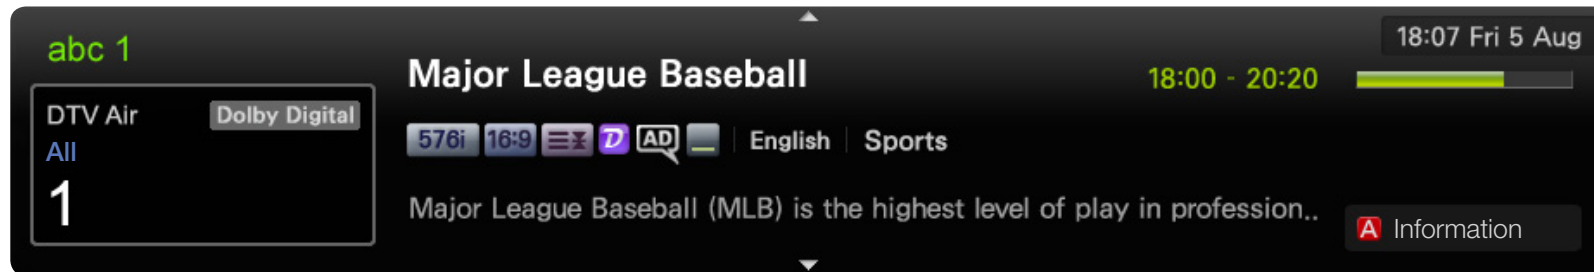 abc 1
DTV Air Dolby Digital
All
1
Major League Baseball 18:00 - 20:20
576i 16:9 D AD English Sports
Major League Baseball (MLB) is the highest level of play in profession..
18:07 Fri 5 Aug
A Information